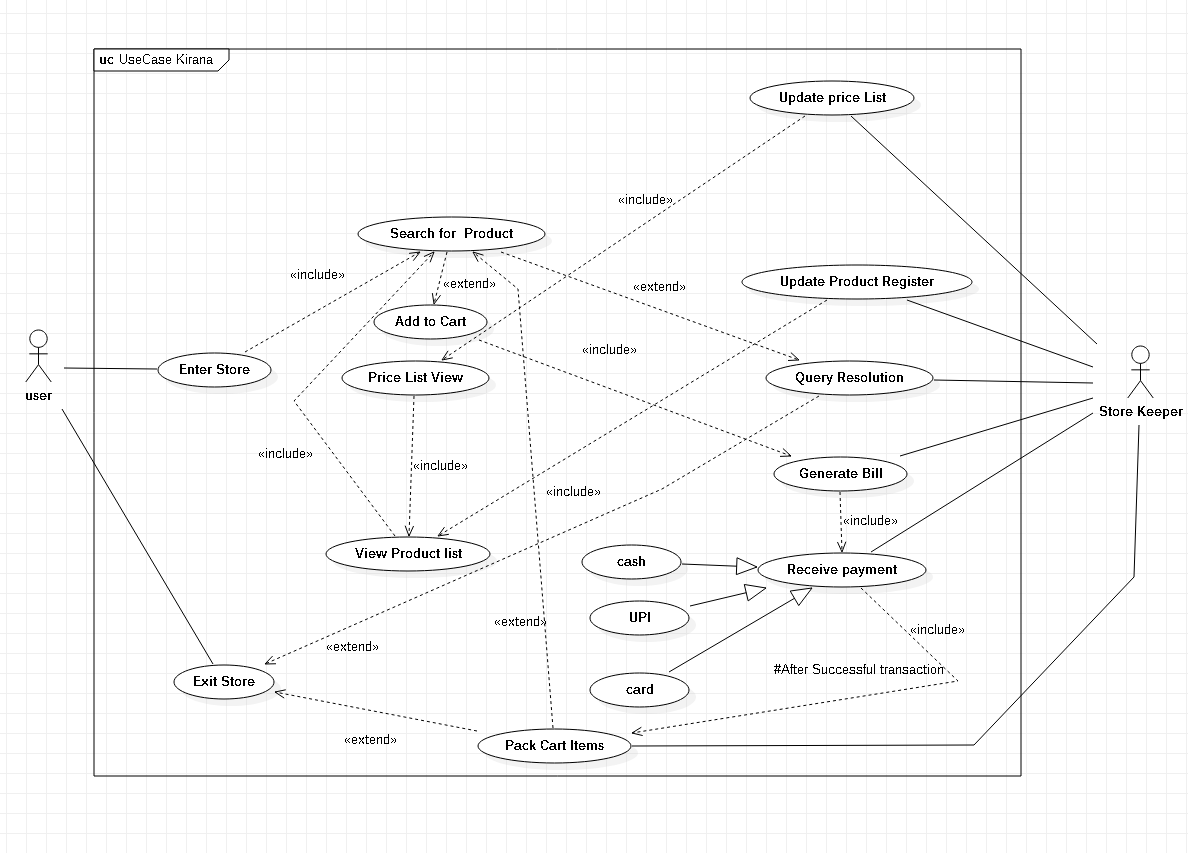 uc UseCase Kirana
Update price List
«include»
Search for  Product
«include»
«extend»
«extend»
Update Product Register
Add to Cart
«include»
Enter Store
Price List View
Query Resolution
user
Store Keeper
«include»
«include»
Generate Bill
«include»
«include»
View Product list
cash
Receive payment
UPI
«extend»
«include»
«extend»
#After Successful transaction
Exit Store
card
«extend»
Pack Cart Items